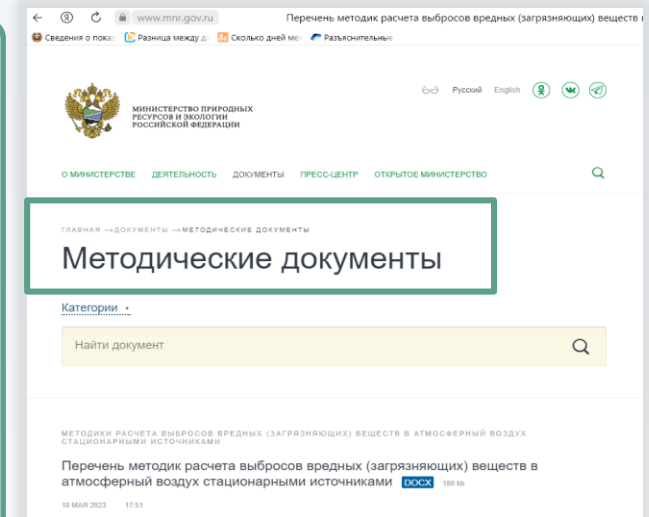 www.mnr.gov.ru Перечень методик расчета выбросов вредных (загрязняющих) веществ
Сведения о показ Разница между д Сколько дней меж Разъяснительные
МИНИСТЕРСТВО ПРИРОДНЫХ
РЕСУРСОВ И ЭКОЛОГИИ
РОССИЙСКОЙ ФЕДЕРАЦИИ
Русский English
О МИНИСТЕРСТВЕ ДЕЯТЕЛЬНОСТЬ ДОКУМЕНТЫ ПРЕСС-ЦЕНТР ОТКРЫТОЕ МИНИСТЕРСТВО
ГЛАВНАЯ →ДОКУМЕНТЫ →МЕТОДИЧЕСКИЕ ДОКУМЕНТЫ
Методические документы
Категории
Найти документ
МЕТОДИКИ РАСЧЕТА ВЫБРОСОВ ВРЕДНЫХ (ЗАГРЯЗНЯЮЩИХ) ВЕЩЕСТВ В АТМОСФЕРНЫЙ ВОЗДУХ
СТАЦИОНАРНЫМИ ИСТОЧНИКАМИ
Перечень методик расчета выбросов вредных (загрязняющих) веществ в
атмосферный воздух стационарными источниками DOCX 180 kb
10 МАЯ 2023 17:51